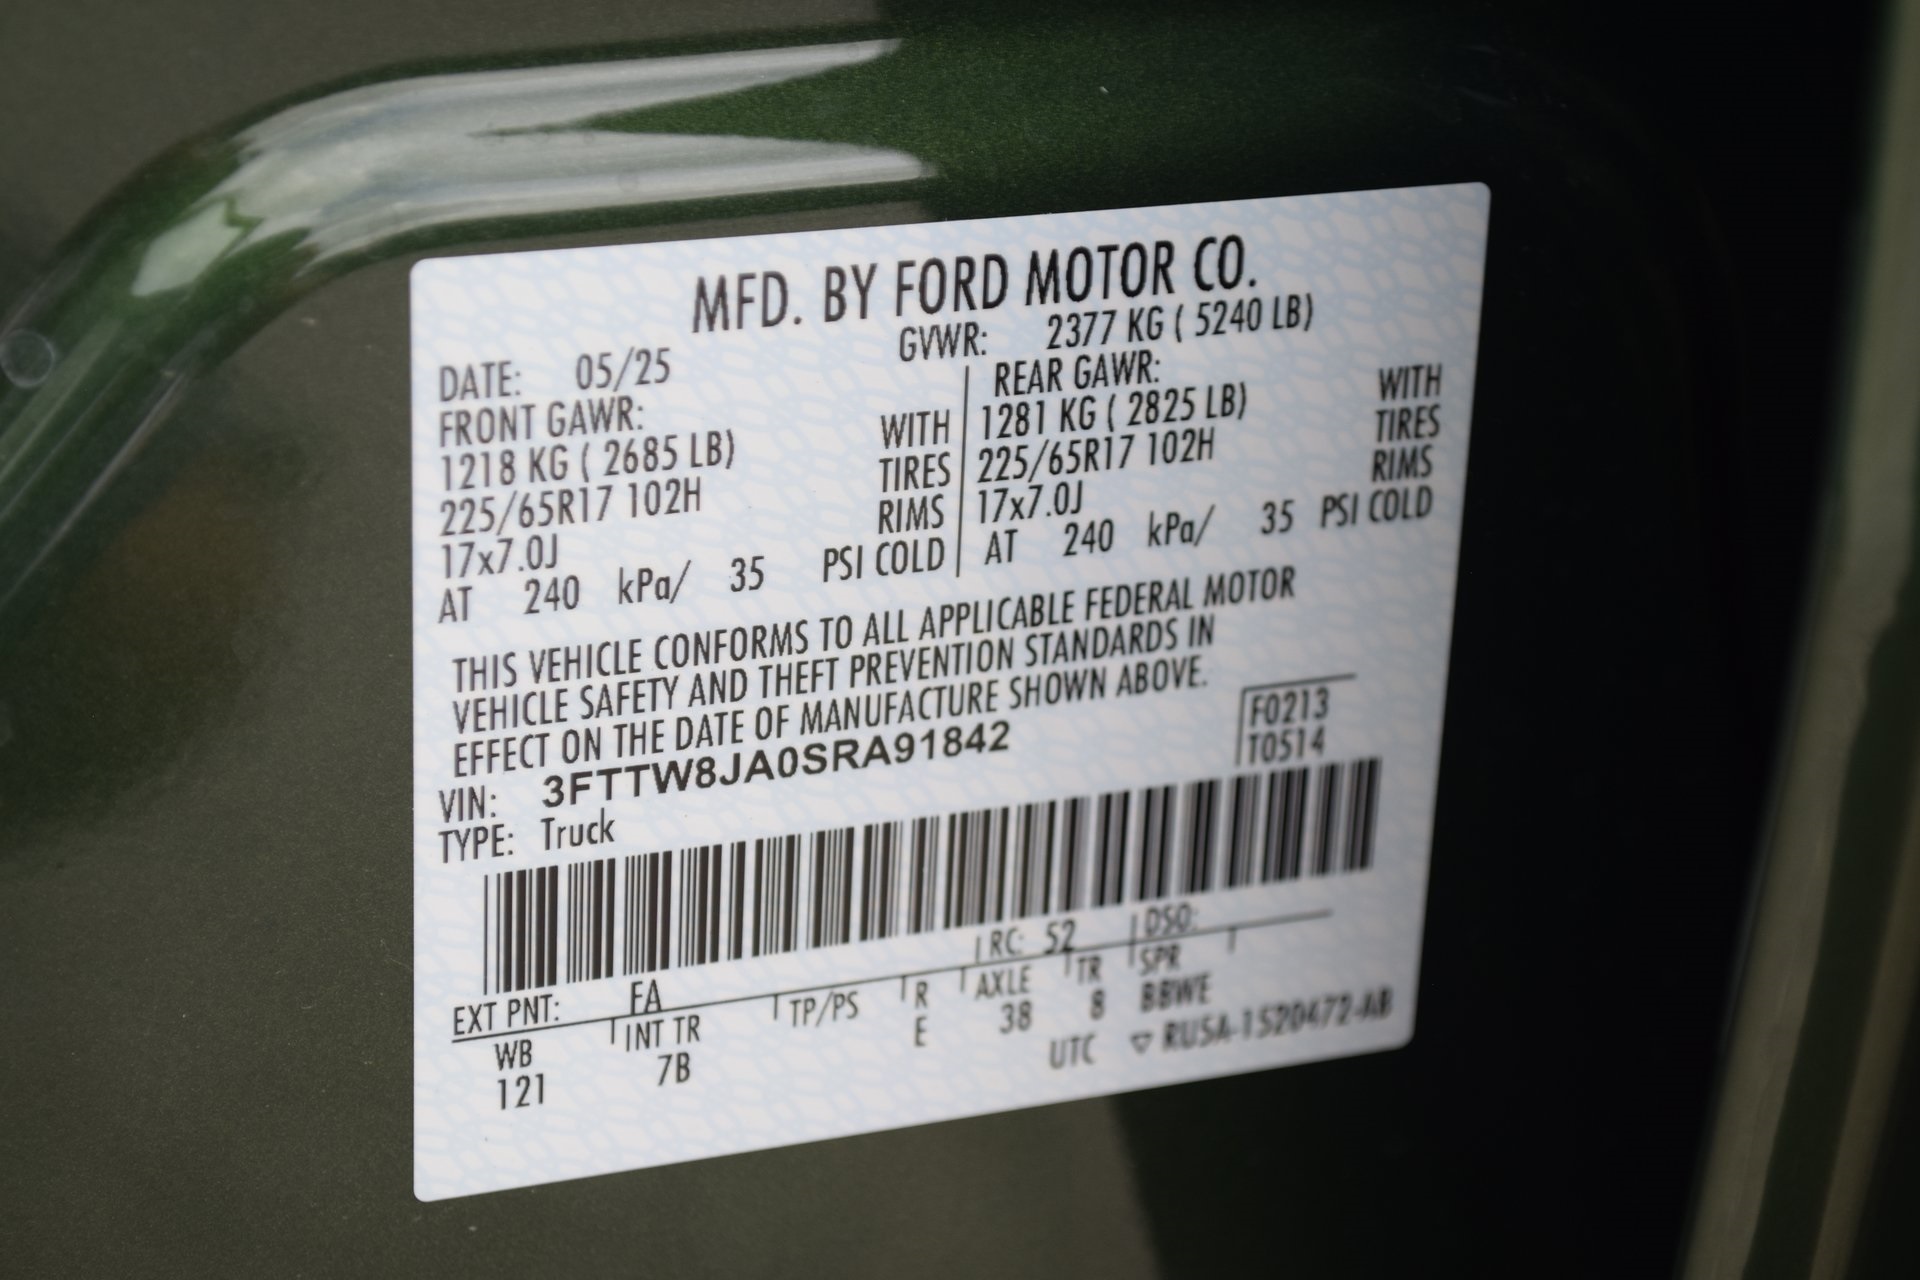 MFD. BY FORD MOTOR CO.
DATE: 05/25 GVWR: 2377 KG ( 5240 LB)
FRONT GAWR: REAR GAWR:
1218 KG ( 2685 LB) WITH 1281 KG ( 2825 LB) WITH
225/65R17 102H TIRES 225/65R17 102H TIRES
17x7.0J RIMS 17x7.0J RIMS
AT 240 kPa/ 35 PSI COLD AT 240 kPa/ 35 PSI COLD
THIS VEHICLE CONFORMS TO ALL APPLICABLE FEDERAL MOTOR
VEHICLE SAFETY AND THEFT PREVENTION STANDARDS IN
EFFECT ON THE DATE OF MANUFACTURE SHOWN ABOVE.
F0213
T0514
VIN: 3FTTW8JA0SRA91842
TYPE: Truck
EXT PNT: FA RC: 52 DSO:
WB INT TR TP/PS R AXLE TR SPR
121 7B E 38 8 BBWE
UTC ▽ RU5A-1520472-AB